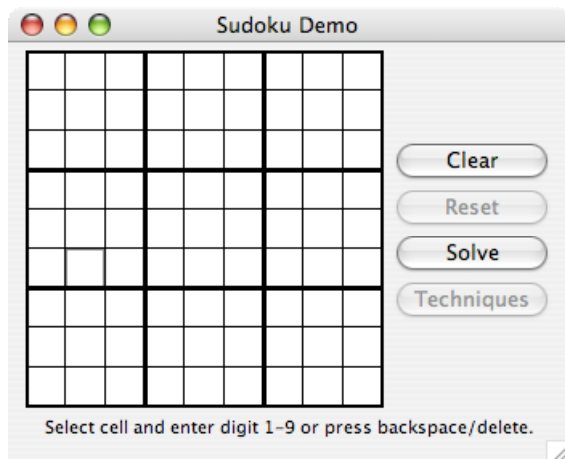 Sudoku Demo
Clear
Reset
Solve
Techniques
Select cell and enter digit 1–9 or press backspace/delete.